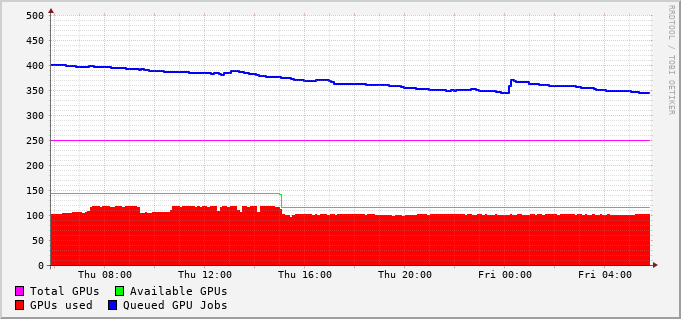 500
450
400
350
300
250
200
150
100
50
0
Thu 08:00 Thu 12:00 Thu 16:00 Thu 20:00 Fri 00:00 Fri 04:00
Total GPUs Available GPUs
GPUs used Queued GPU Jobs
RRDTOOL / TOBI OETIKER